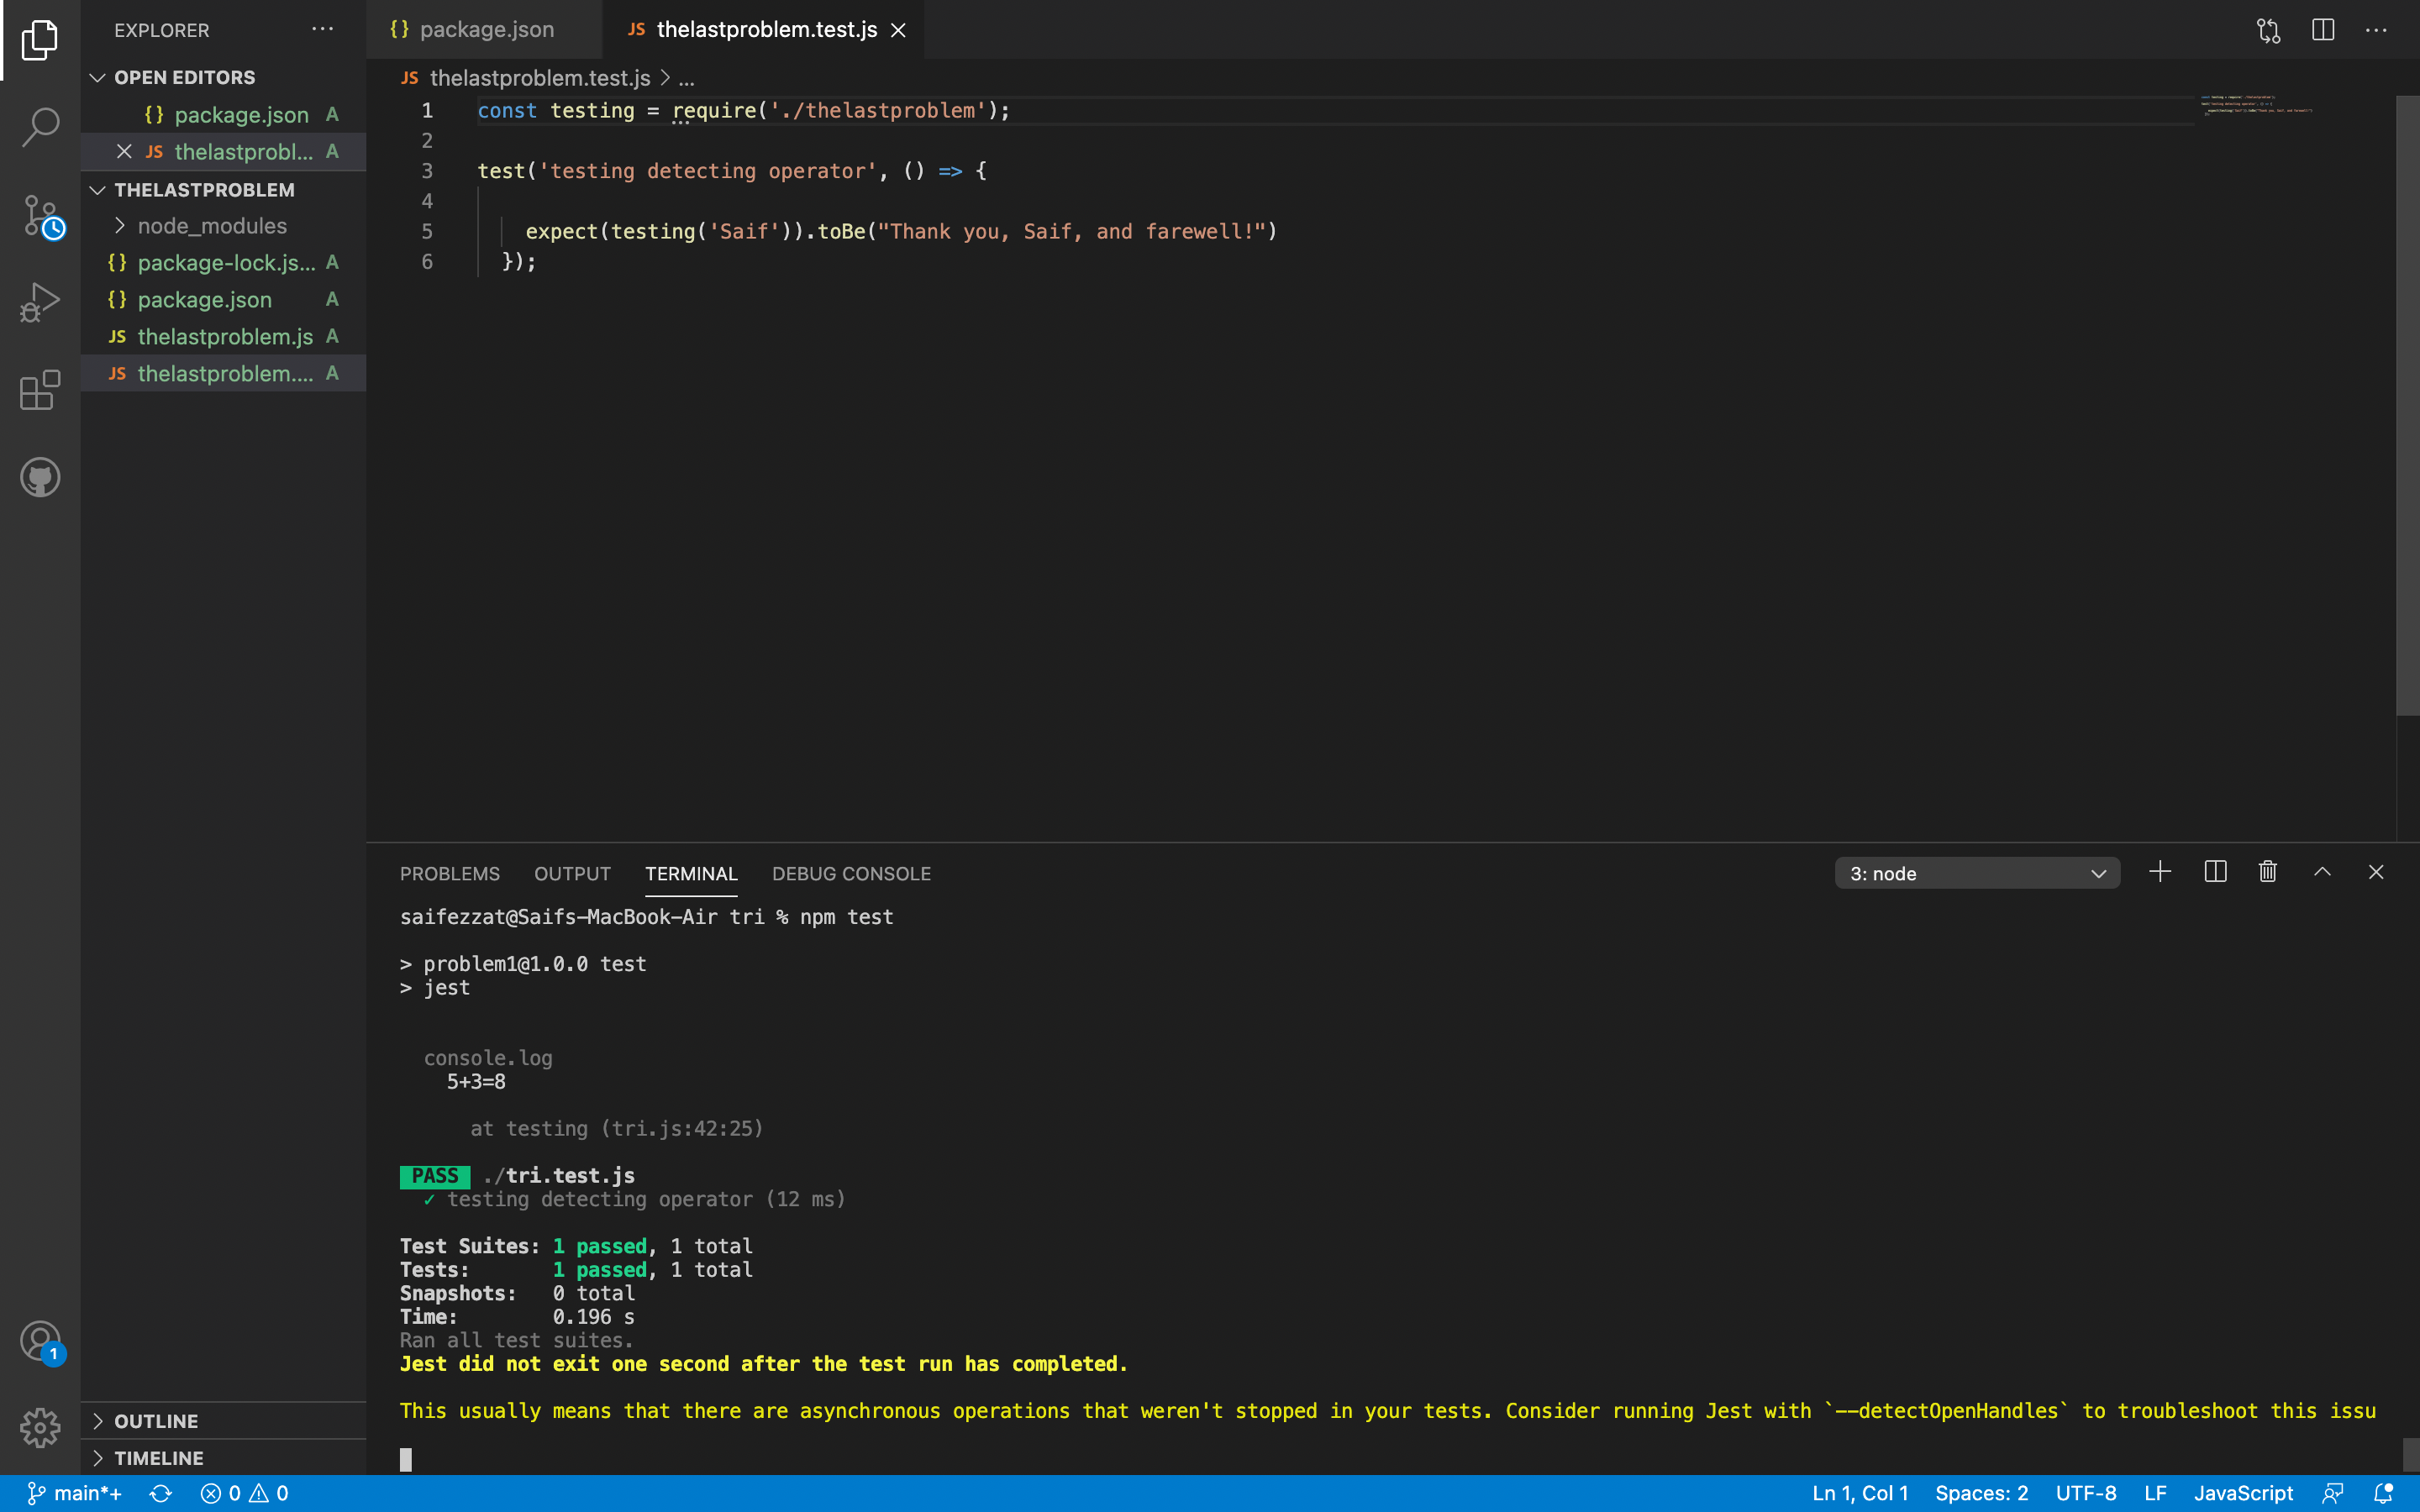 EXPLORER
OPEN EDITORS
{} package.json A
JS thelastprobl... A
THELASTPROBLEM
node_modules
{} package-lock.js... A
{} package.json A
JS thelastproblem.js A
JS thelastproblem.... A
OUTLINE
TIMELINE
1
{} package.json
JS thelastproblem.test.js
JS thelastproblem.test.js > ...
1 const testing = require('./thelastproblem');
2
3 test('testing detecting operator', () => {
4
5 expect(testing('Saif')).toBe("Thank you, Saif, and farewell!")
6 });
PROBLEMS OUTPUT TERMINAL DEBUG CONSOLE
3: node
saifezzat@Saifs-MacBook-Air tri % npm test
> problem1@1.0.0 test
> jest
console.log
5+3=8
at testing (tri.js:42:25)
PASS ./tri.test.js
✓ testing detecting operator (12 ms)
Test Suites: 1 passed, 1 total
Tests: 1 passed, 1 total
Snapshots: 0 total
Time: 0.196 s
Ran all test suites.
Jest did not exit one second after the test run has completed.
This usually means that there are asynchronous operations that weren't stopped in your tests. Consider running Jest with `--detectOpenHandles` to troubleshoot this issu
main*+ 0 0
Ln 1, Col 1 Spaces: 2 UTF-8 LF JavaScript